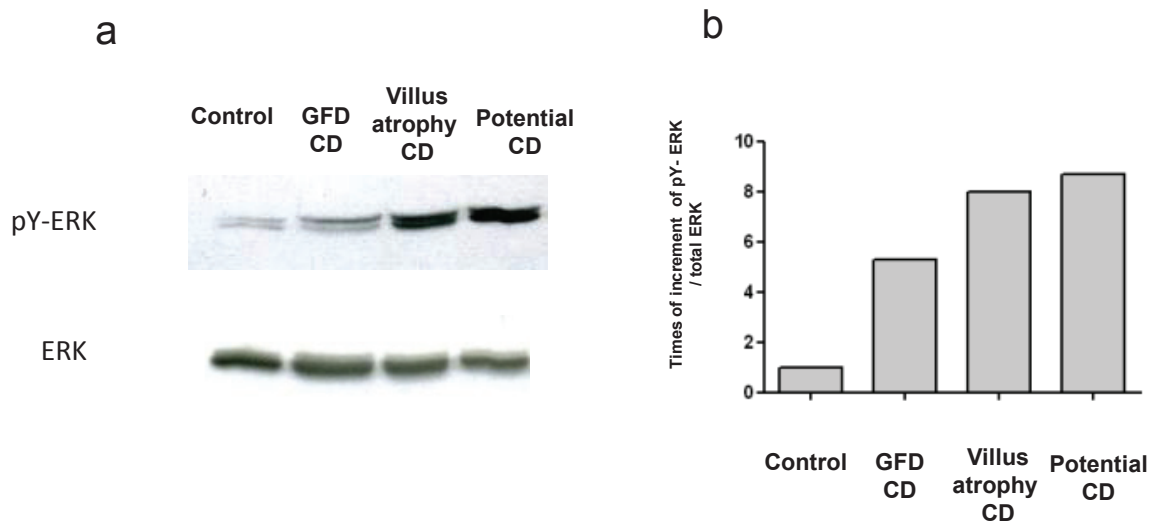 a
Control
GFD
CD
Villus
atrophy
CD
Potential
CD
pY-ERK
ERK
b
Times of increment of pY- ERK
/ total ERK
10
8
6
4
2
0
Control
GFD
CD
Villus
atrophy
CD
Potential
CD